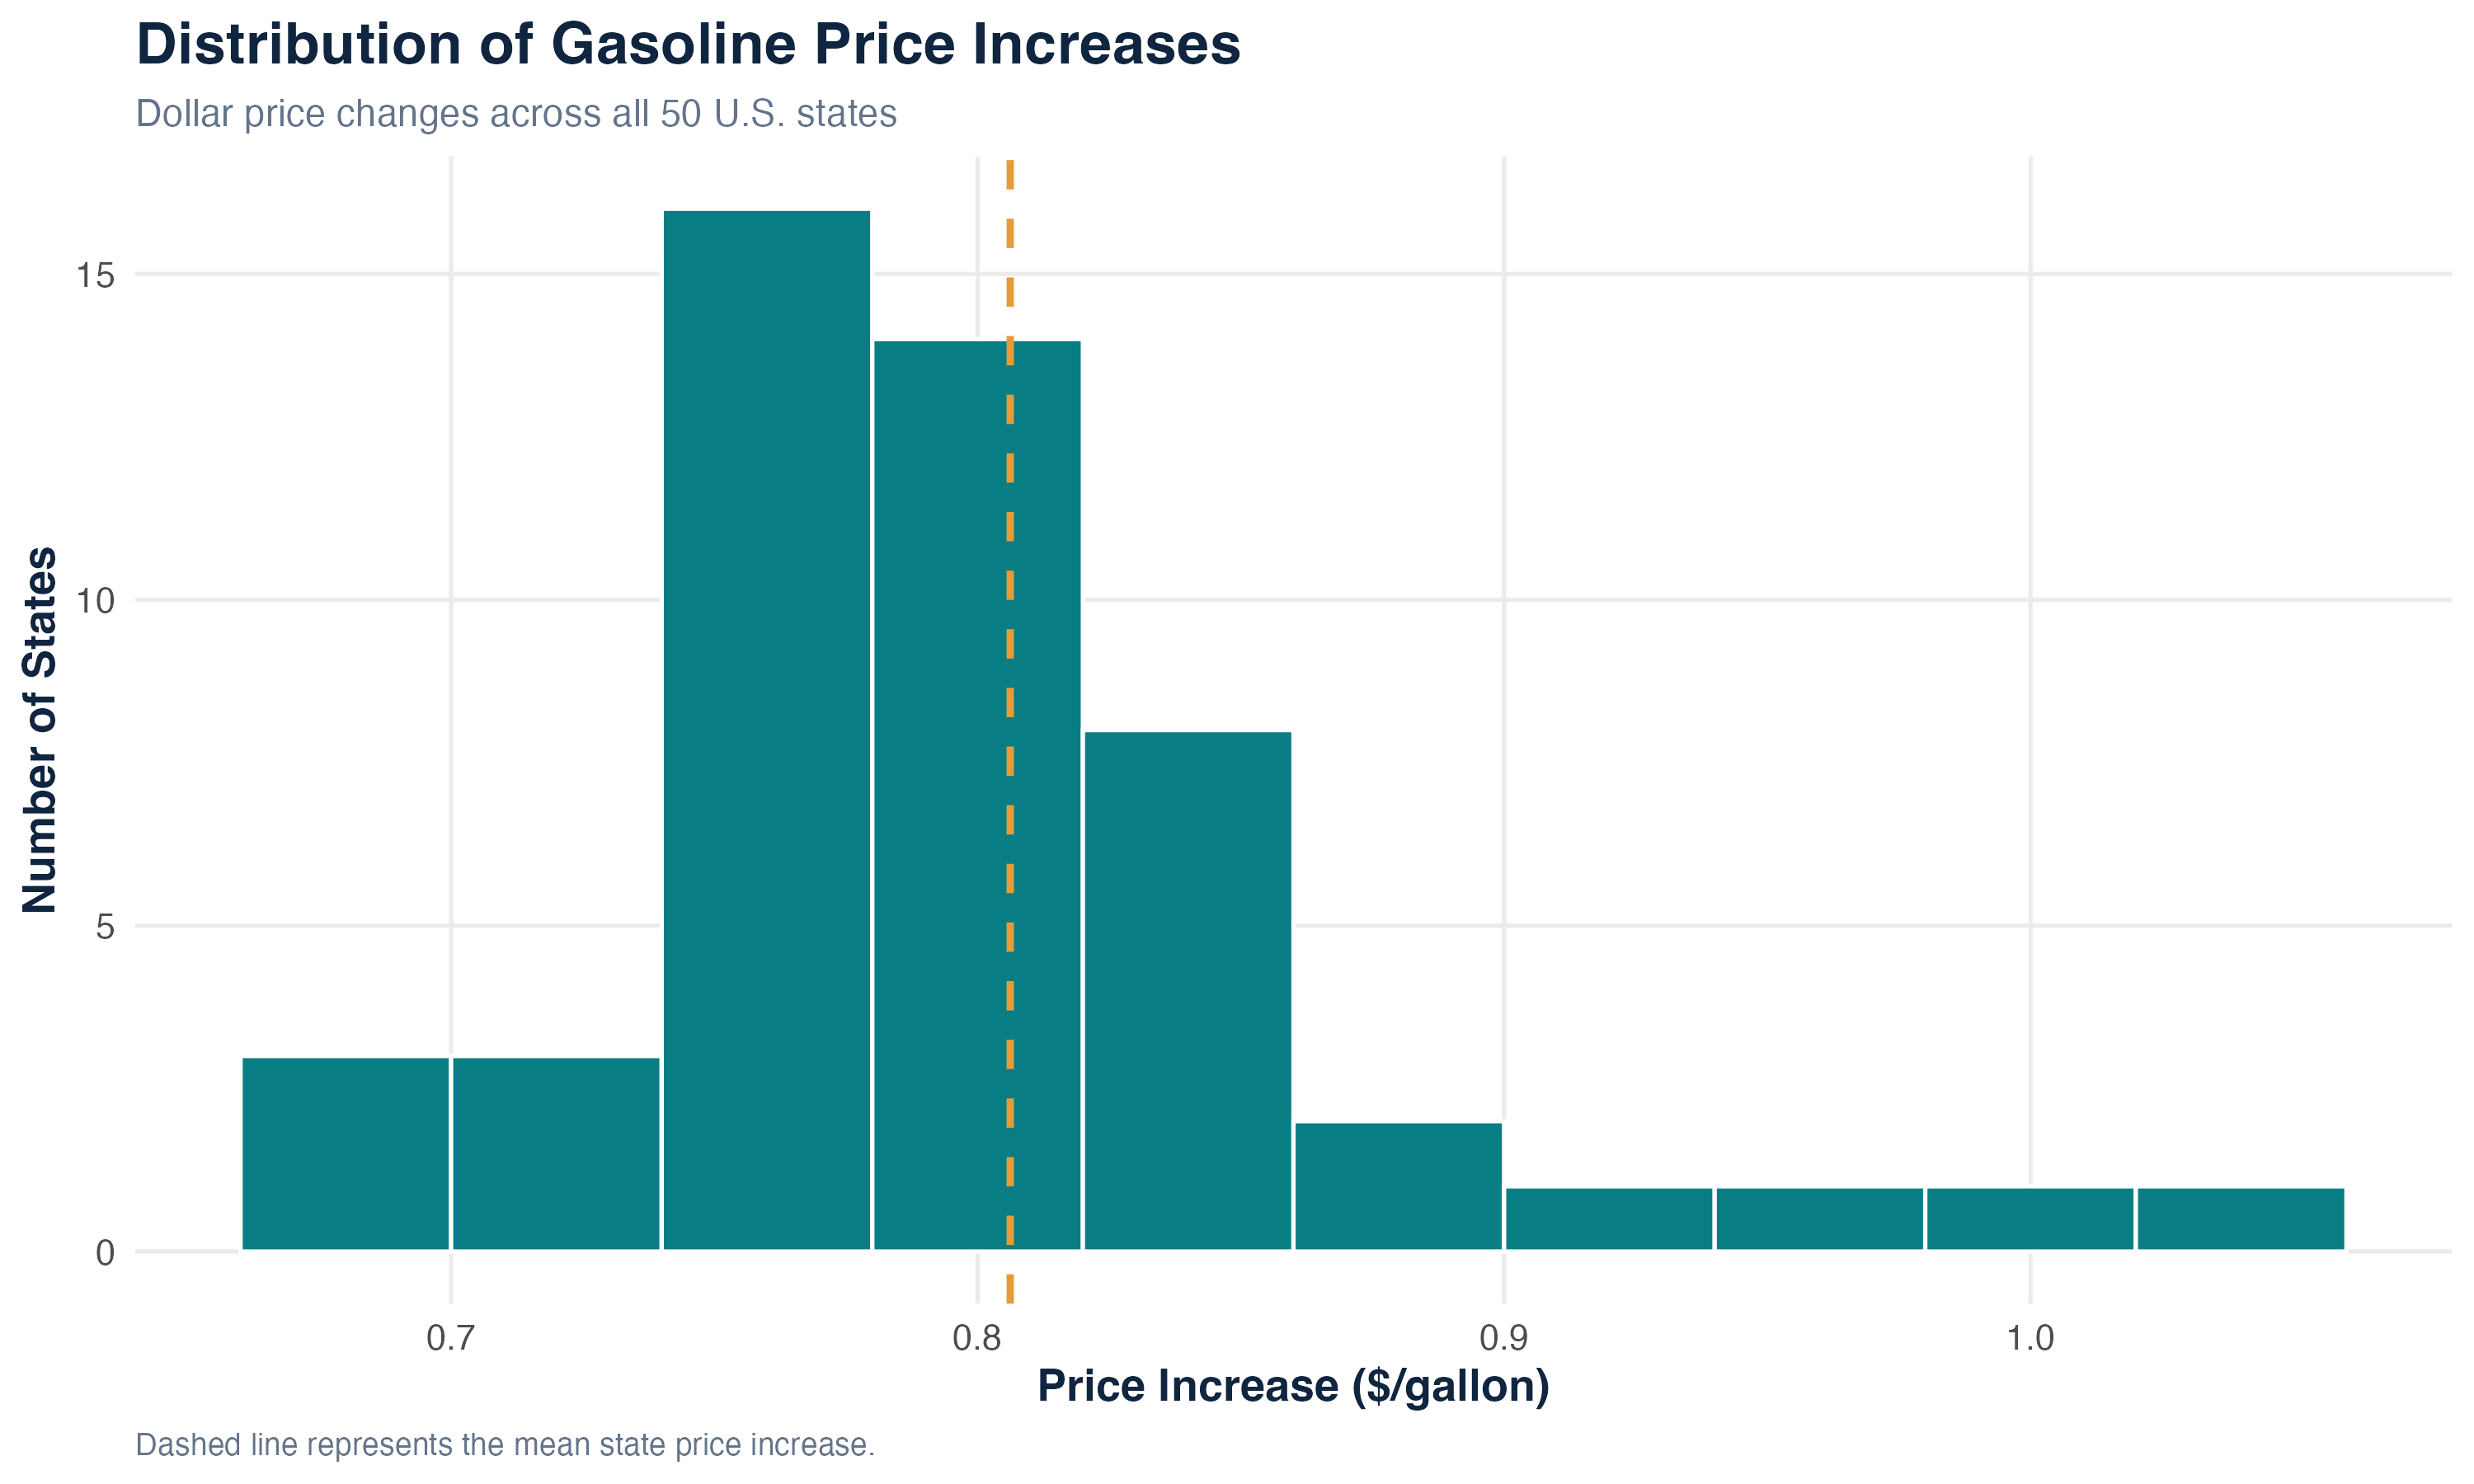 Distribution of Gasoline Price Increases
Dollar price changes across all 50 U.S. states
Number of States
15
10
5
0
0.7 0.8 0.9 1.0
Price Increase ($/gallon)
Dashed line represents the mean state price increase.